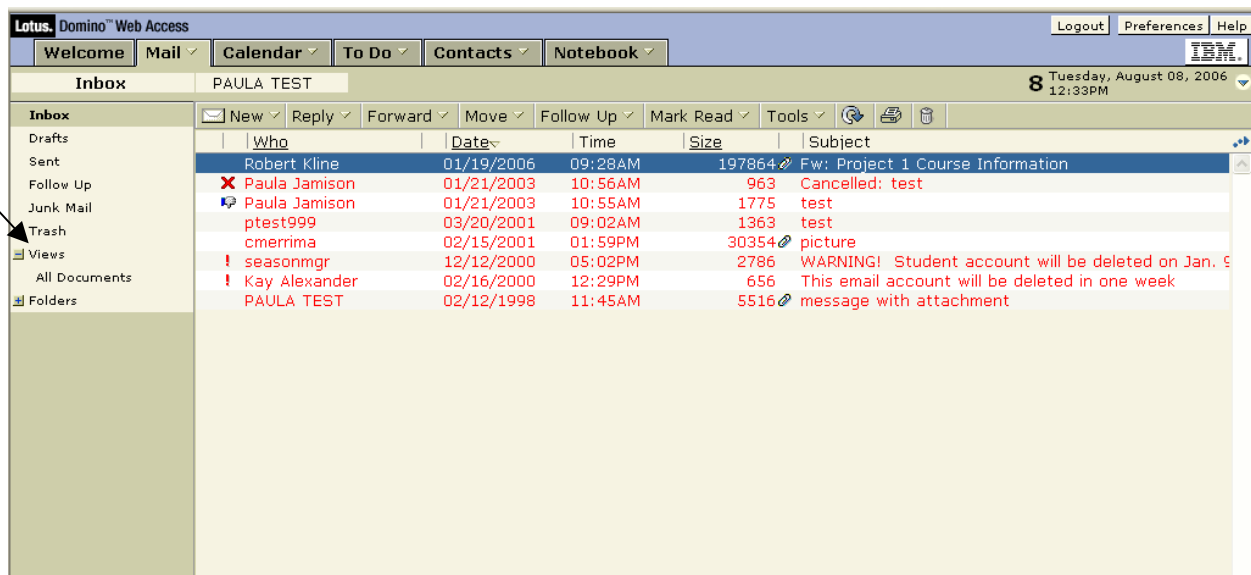 Lotus. Domino™ Web Access Logout Preferences Help
Welcome Mail Calendar To Do Contacts Notebook IBM.
Inbox PAULA TEST 8 Tuesday, August 08, 2006
12:33PM
Inbox New Reply Forward Move Follow Up Mark Read Tools
Drafts Who Date Time Size Subject
Sent Robert Kline 01/19/2006 09:28AM 197864 Fw: Project 1 Course Information
Follow Up X Paula Jamison 01/21/2003 10:56AM 963 Cancelled: test
Junk Mail Paula Jamison 01/21/2003 10:55AM 1775 test
Trash ptest999 03/20/2001 09:02AM 1363 test
Views cmerrima 02/15/2001 01:59PM 30354 picture
! seasonmgr 12/12/2000 05:02PM 2786 WARNING! Student account will be deleted on Jan. 9
All Documents ! Kay Alexander 02/16/2000 12:29PM 656 This email account will be deleted in one week
Folders PAULA TEST 02/12/1998 11:45AM 5516 message with attachment